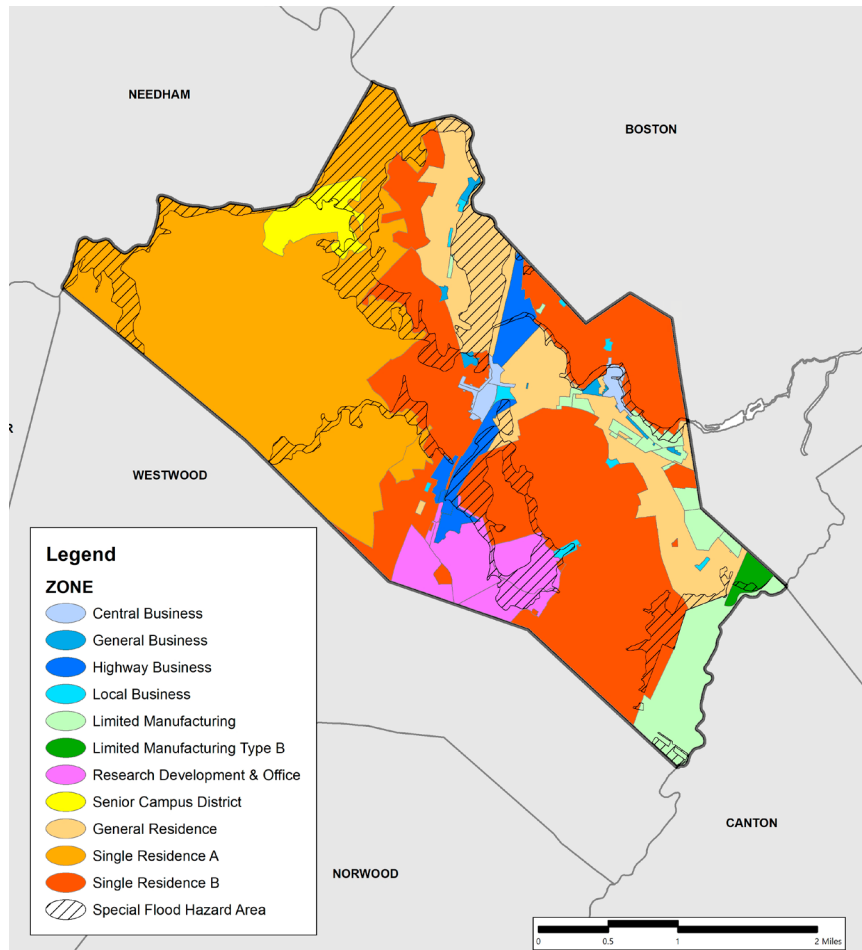 NEEDHAM
BOSTON
R
WESTWOOD
Legend
ZONE
Central Business
General Business
Highway Business
Local Business
Limited Manufacturing
Limited Manufacturing Type B
Research Development & Office
Senior Campus District
General Residence
Single Residence A
Single Residence B
Special Flood Hazard Area
NORWOOD
CANTON
0 0.5 1 2 Miles